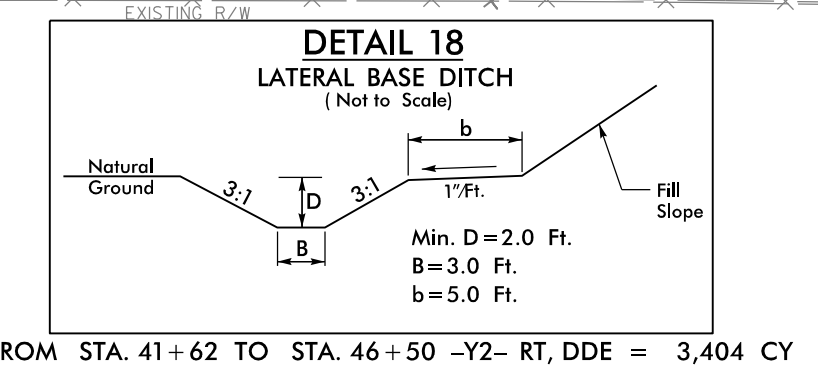 EXISTING R/W
DETAIL 18
LATERAL BASE DITCH
( Not to Scale)
b
Natural
Ground
3:1
D
3:1
1"/Ft.
Fill
Slope
B
Min. D=2.0 Ft.
B=3.0 Ft.
b=5.0 Ft.
ROM STA. 41+62 TO STA. 46+50 -Y2- RT, DDE = 3,404 CY